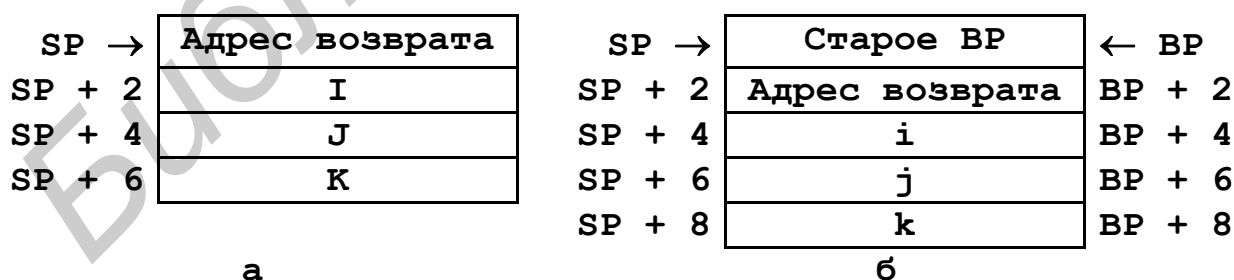 SP → Адрес возврата SP → Старое BP ← BP
SP + 2 I SP + 2 Адрес возврата BP + 2
SP + 4 J SP + 4 i BP + 4
SP + 6 K SP + 6 j BP + 6
SP + 8 k BP + 8
а б